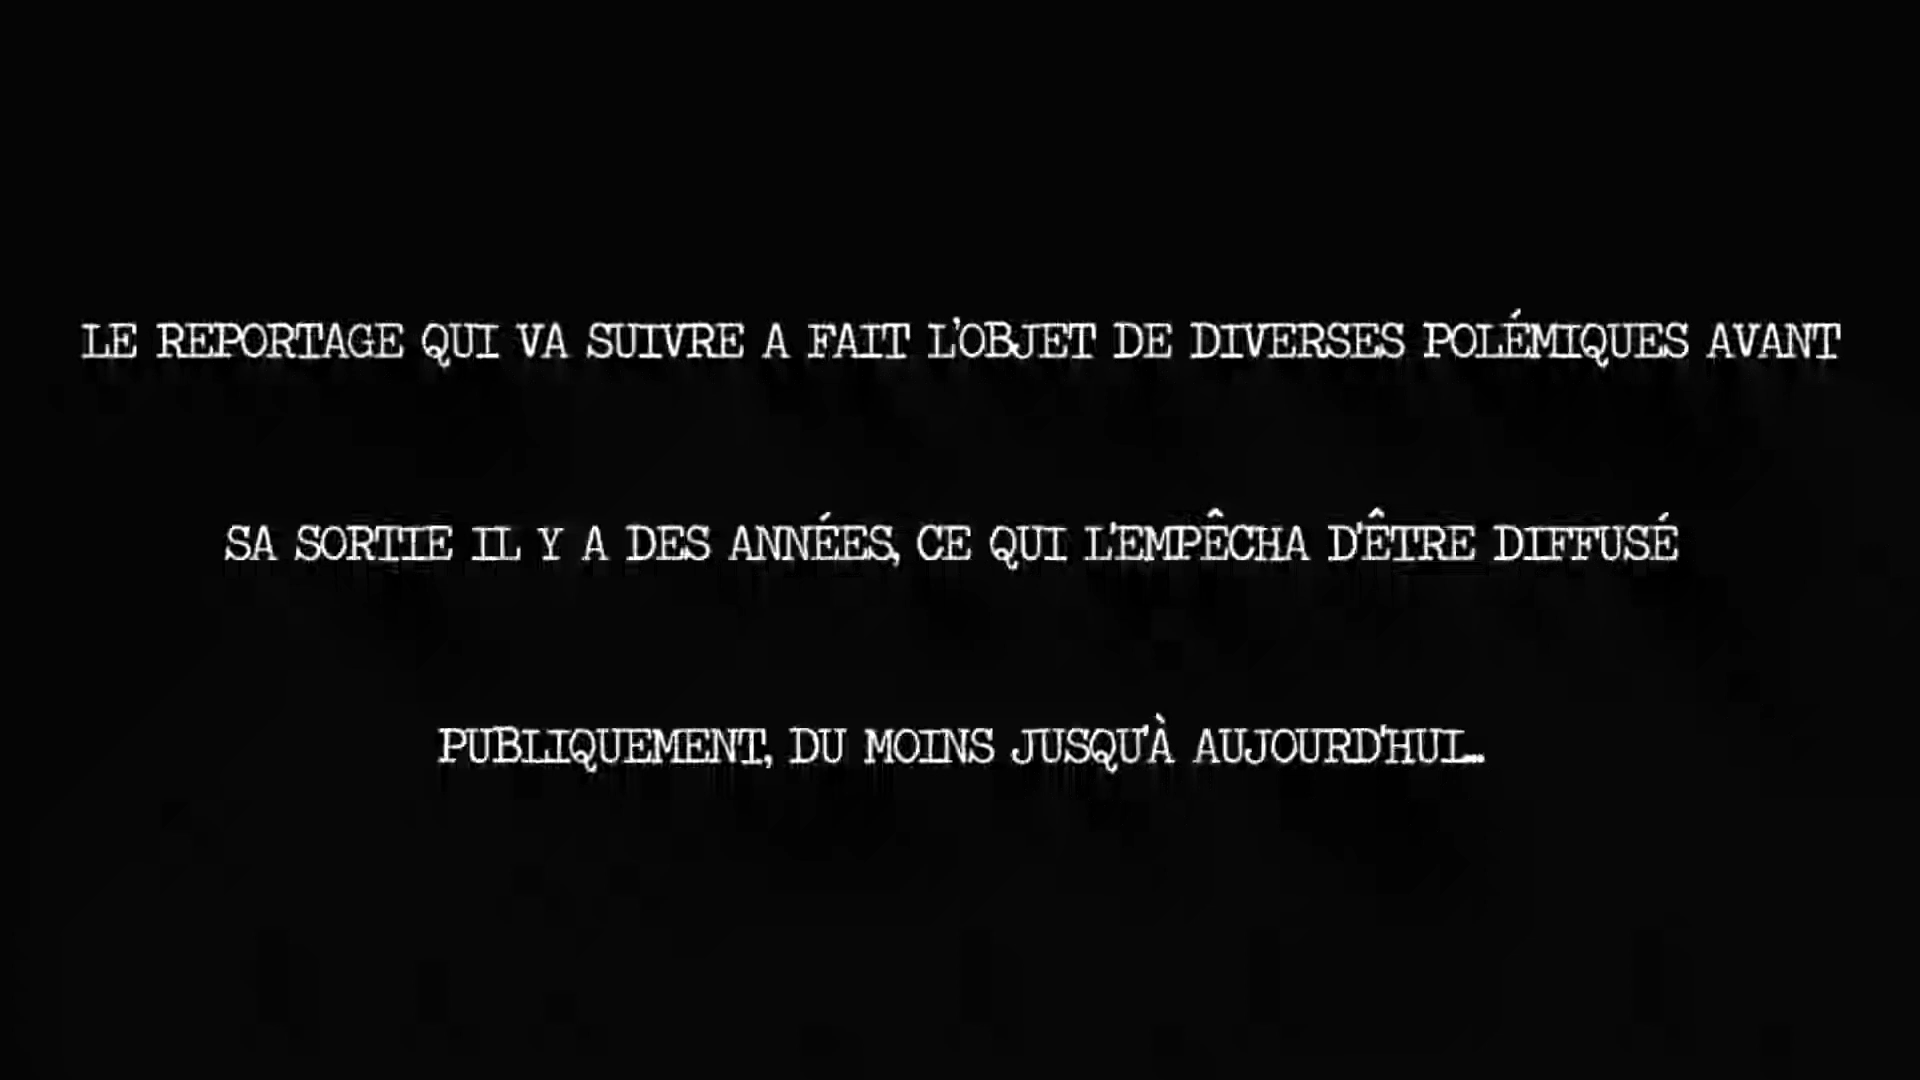 LE REPORTAGE QUI VA SUIVRE A FAIT L'OBJET DE DIVERSES POLÉMIQUES AVANT
SA SORTIE IL Y A DES ANNÉES, CE QUI L'EMPÊCHA D'ÊTRE DIFFUSÉ
PUBLIQUEMENT, DU MOINS JUSQU'À AUJOURD'HUI...